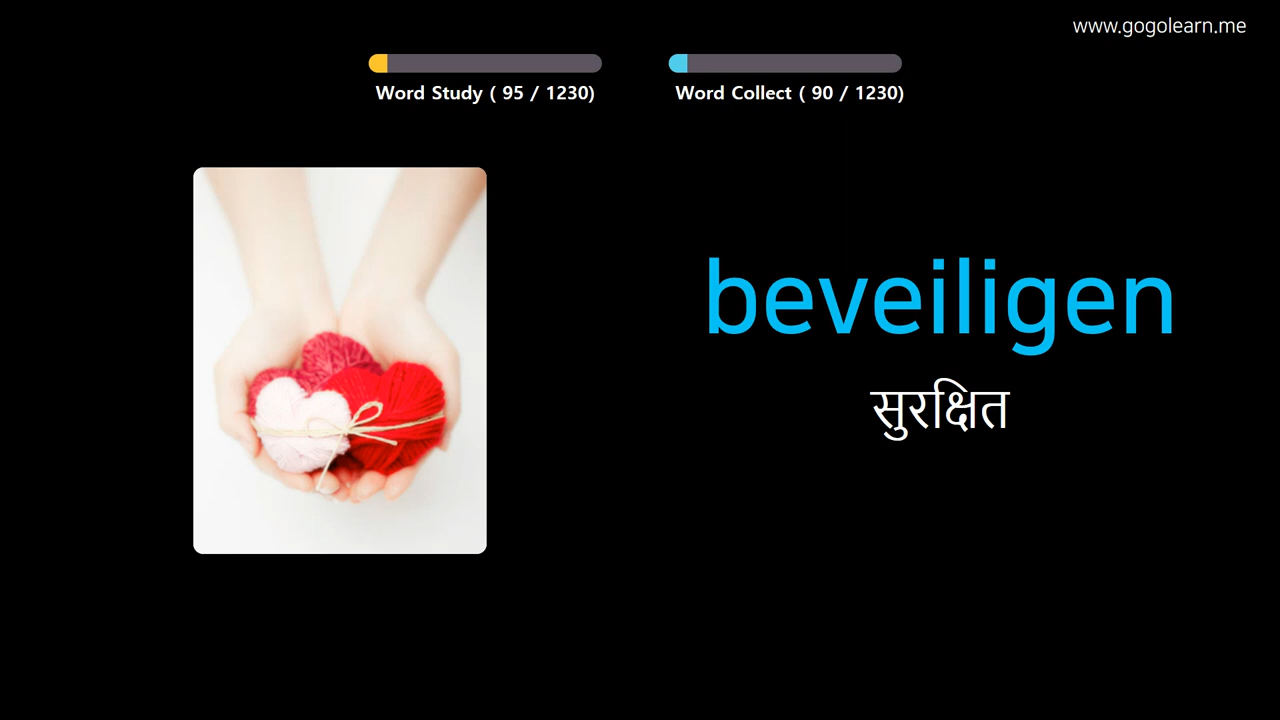 www.gogolearn.me
Word Study ( 95 / 1230)
Word Collect ( 90 / 1230)
beveiligen
सुरक्षित